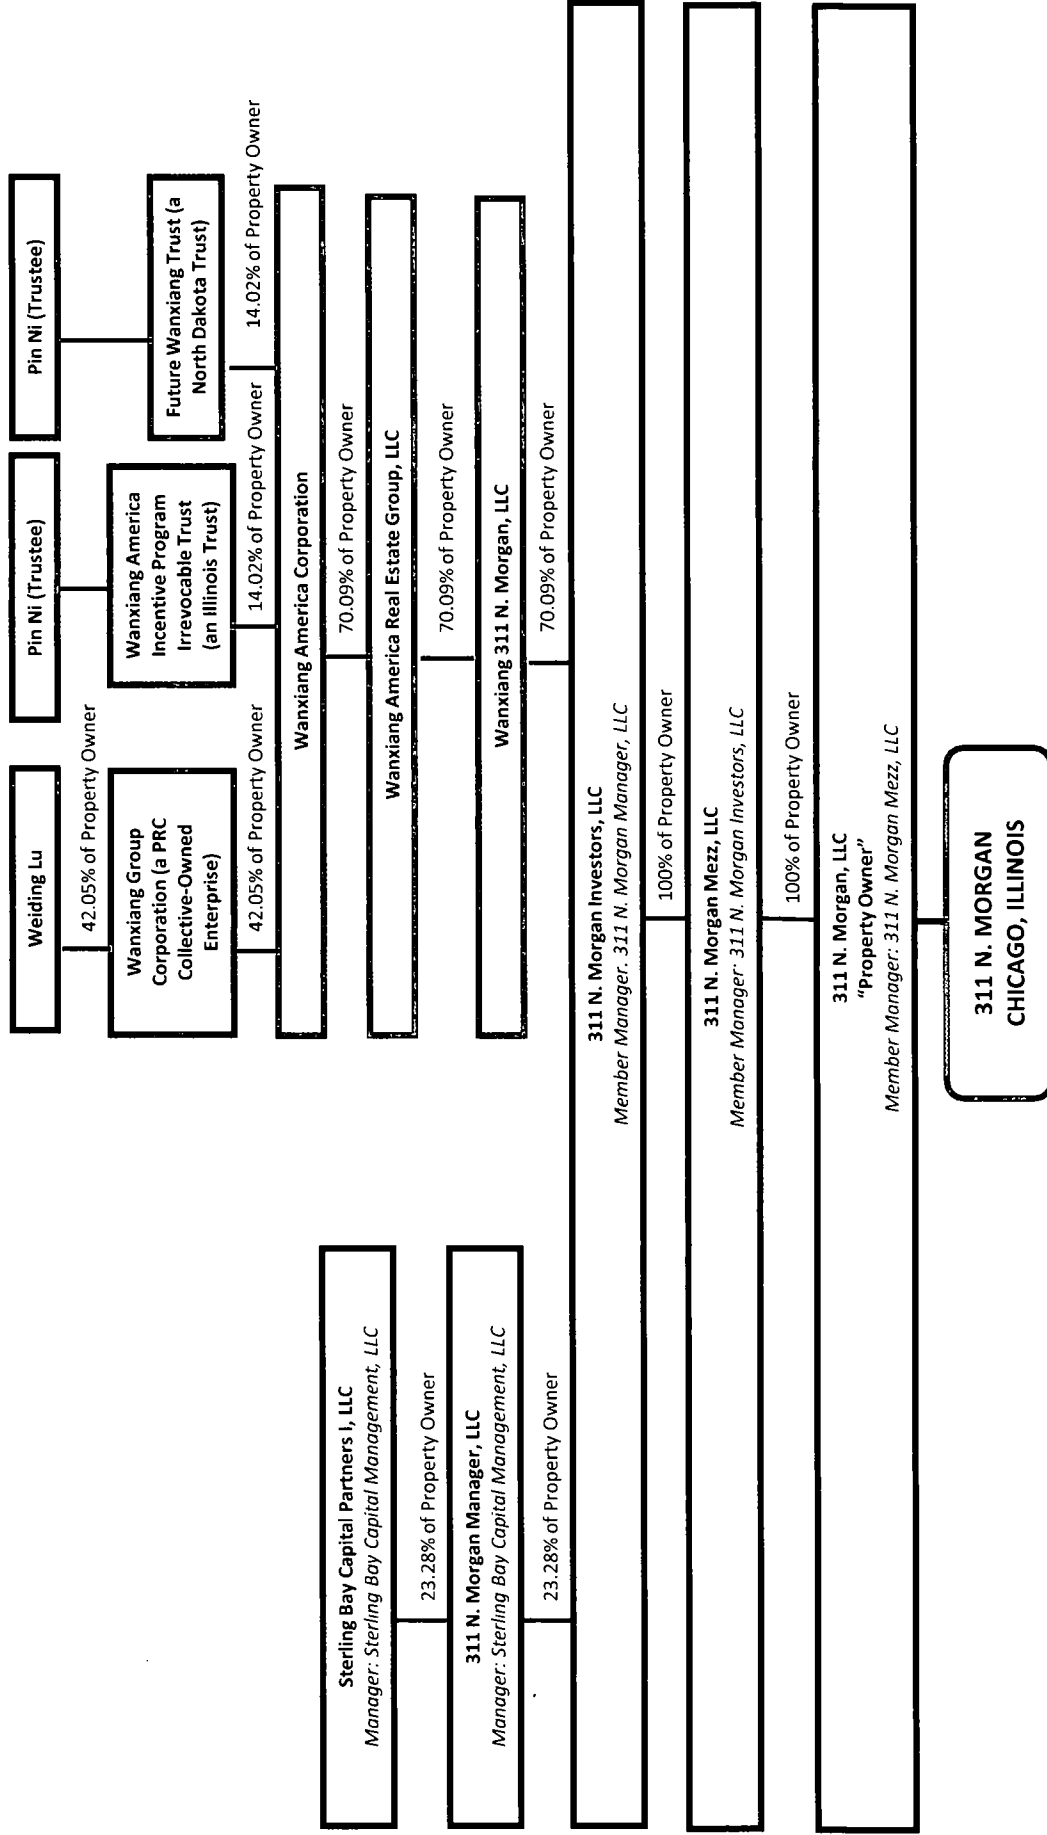 Weiding Lu
42.05% of Property Owner
Wanxiang Group
Corporation (a PRC
Collective-Owned
Enterprise)
42.05% of Property Owner
Pin Ni (Trustee)
Wanxiang America
Incentive Program
Irrevocable Trust
(an Illinois Trust)
14.02% of Property Owner
Pin Ni (Trustee)
Future Wanxiang Trust (a
North Dakota Trust)
14.02% of Property Owner
Wanxiang America Corporation
70.09% of Property Owner
Wanxiang America Real Estate Group, LLC
70.09% of Property Owner
Wanxiang 311 N. Morgan, LLC
70.09% of Property Owner
Sterling Bay Capital Partners I, LLC
Manager: Sterling Bay Capital Management, LLC
23.28% of Property Owner
311 N. Morgan Manager, LLC
Manager: Sterling Bay Capital Management, LLC
23.28% of Property Owner
311 N. Morgan Investors, LLC
Member Manager. 311 N. Morgan Manager, LLC
100% of Property Owner
311 N. Morgan Mezz, LLC
Member Manager: 311 N. Morgan Investors, LLC
100% of Property Owner
311 N. Morgan, LLC
"Property Owner"
Member Manager: 311 N. Morgan Mezz, LLC
311 N. MORGAN
CHICAGO, ILLINOIS